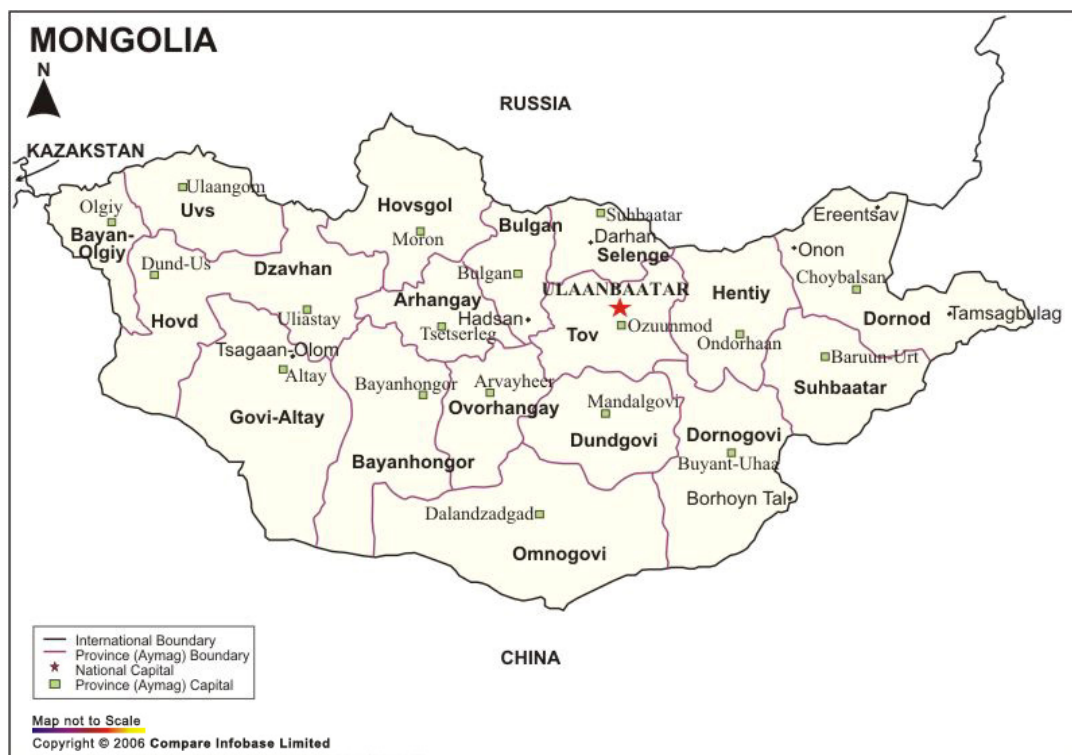 MONGOLIA
N
RUSSIA
KAZAKSTAN
Ulaangom
Uvs
Olgiy
Bayan-
Olgiy
Hovsgol
Moron
Bulgan
Suhbaatar
Darhan
Selenge
Ereentsav
Onon
Choybalsan
Dund-Us
Dzavhan
Bulgan
ULAANBAATAR
Hentiy
Arhangay
Hovd
Uliastay
Hadsan
Tsetserleg
Tov
Ozuunmod
Ondorhaan
Dornod
Tamsagbulag
Tsagaan-Olom
Altay
Baruun-Urt
Suhbaatar
Govi-Altay
Bayanhongor
Arvayheer
Ovorhangay
Mandalgovi
Dundgovi
Dornogovi
Bayanhongor
Buyant-Uhaa
Borhoyn Tal
Dalandzadgad
Omnogovi
CHINA
International Boundary
Province (Aymag) Boundary
National Capital
Province (Aymag) Capital
Map not to Scale
Copyright © 2006 Compare Infobase Limited